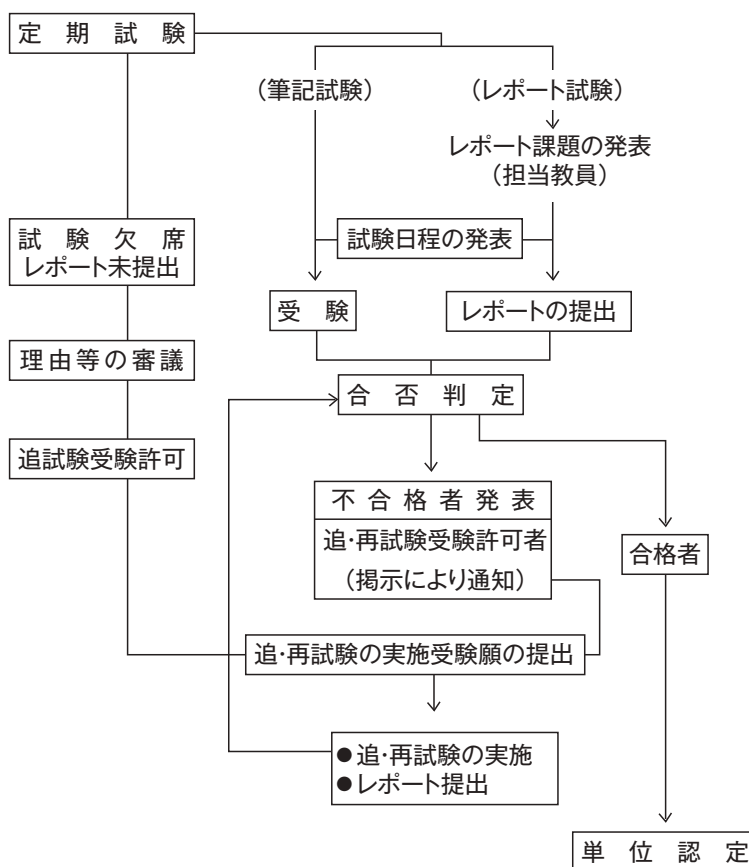 定期試験
（筆記試験）
（レポート試験）
レポート課題の発表
（担当教員）
試験日程の発表
試験欠席
レポート未提出
受験
レポートの提出
理由等の審議
合否判定
追試験受験許可
不合格者発表
追・再試験受験許可者
（掲示により通知）
合格者
追・再試験の実施受験願の提出
●追・再試験の実施
●レポート提出
単位認定